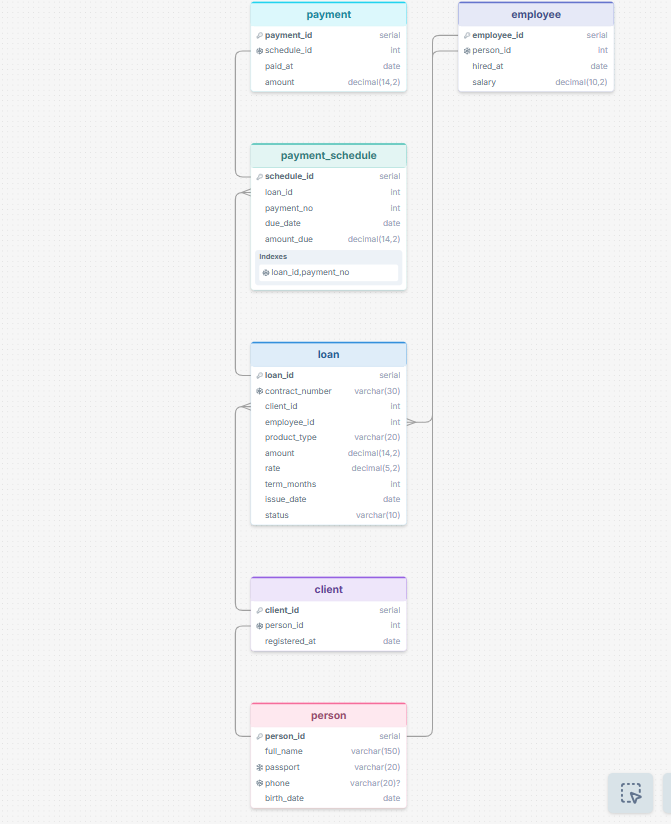 payment
payment_id serial
schedule_id int
paid_at date
amount decimal(14,2)
employee
employee_id serial
person_id int
hired_at date
salary decimal(10,2)
payment_schedule
schedule_id serial
loan_id int
payment_no int
due_date date
amount_due decimal(14,2)
Indexes
loan_id,payment_no
loan
loan_id serial
contract_number varchar(30)
client_id int
employee_id int
product_type varchar(20)
amount decimal(14,2)
rate decimal(5,2)
term_months int
issue_date date
status varchar(10)
client
client_id serial
person_id int
registered_at date
person
person_id serial
full_name varchar(150)
passport varchar(20)
phone varchar(20)?
birth_date date